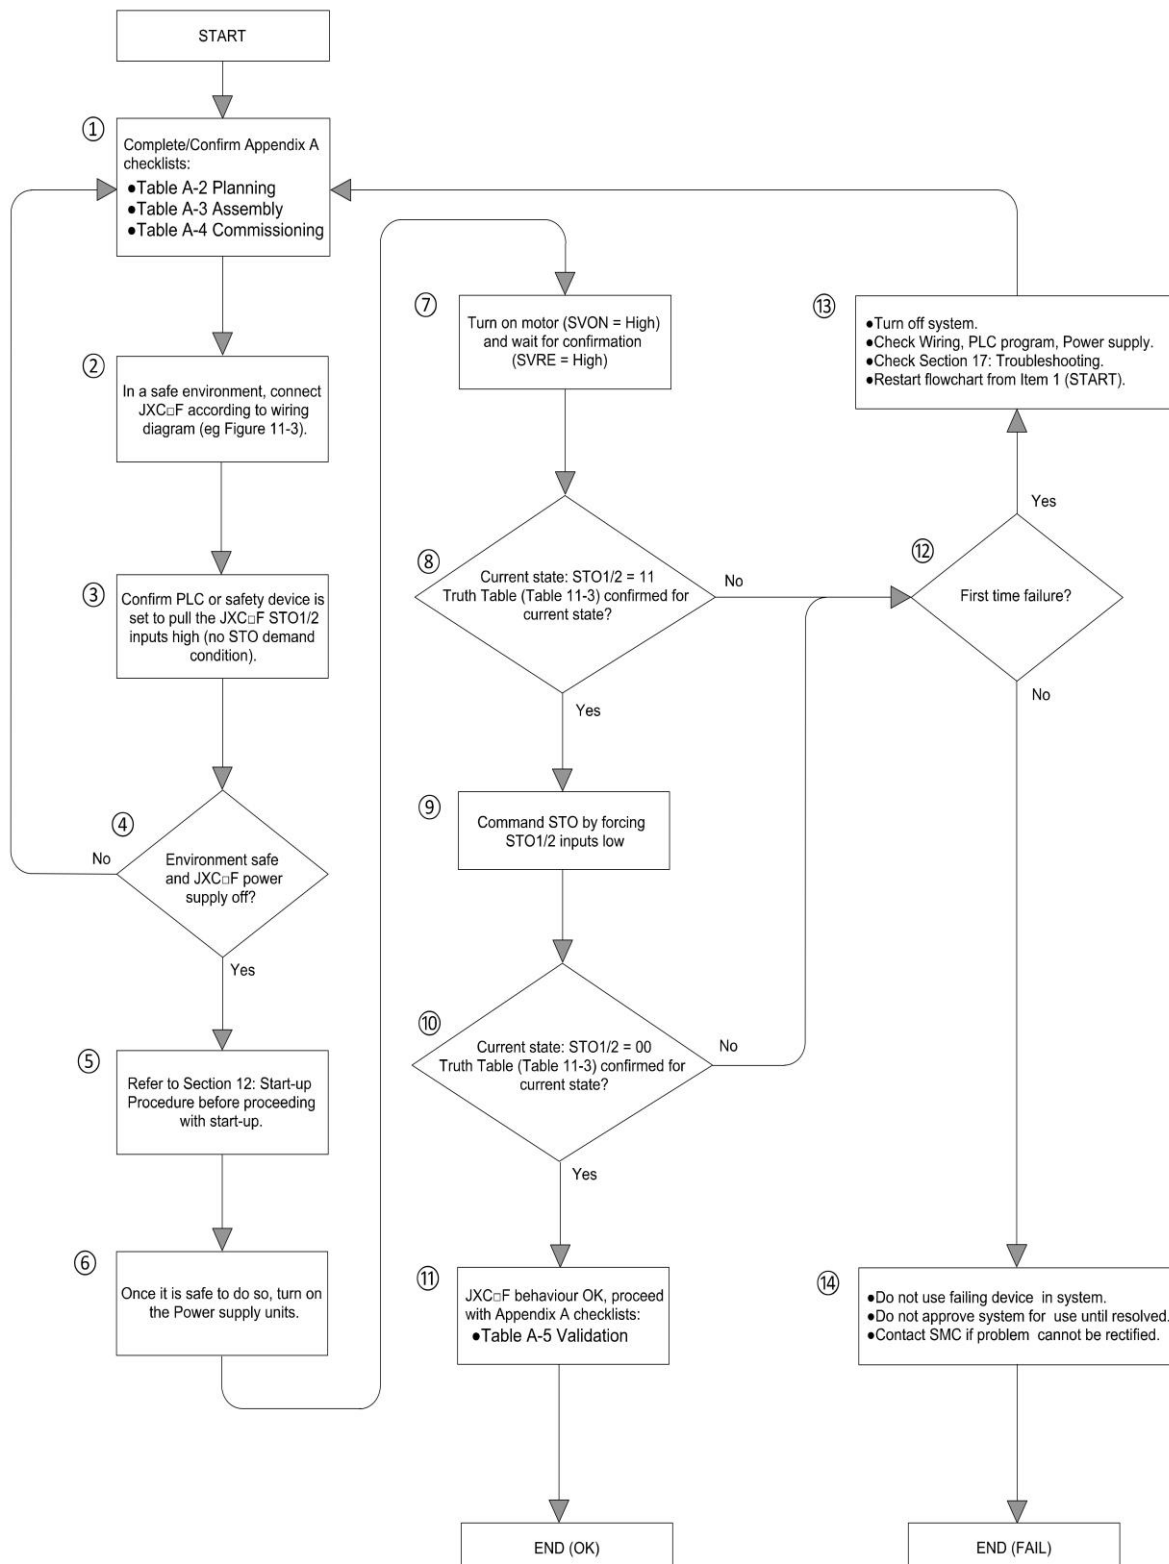 START
①
Complete/Confirm Appendix A
checklists:
●Table A-2 Planning
●Table A-3 Assembly
●Table A-4 Commissioning
②
In a safe environment, connect
JXC□F according to wiring
diagram (eg Figure 11-3).
③
Confirm PLC or safety device is
set to pull the JXC□F STO1/2
inputs high (no STO demand
condition).
④
No
Environment safe
and JXC□F power
supply off?
Yes
⑤
Refer to Section 12: Start-up
Procedure before proceeding
with start-up.
⑥
Once it is safe to do so, turn on
the Power supply units.
⑦
Turn on motor (SVON = High)
and wait for confirmation
(SVRE = High)
⑧
Current state: STO1/2 = 11
Truth Table (Table 11-3) confirmed for
current state?
No
Yes
⑨
Command STO by forcing
STO1/2 inputs low
⑩
Current state: STO1/2 = 00
Truth Table (Table 11-3) confirmed for
current state?
No
Yes
⑪
JXC□F behaviour OK, proceed
with Appendix A checklists:
●Table A-5 Validation
END (OK)
⑬
●Turn off system.
●Check Wiring, PLC program, Power supply.
●Check Section 17: Troubleshooting.
●Restart flowchart from Item 1 (START).
Yes
⑫
First time failure?
No
⑭
●Do not use failing device in system.
●Do not approve system for use until resolved.
●Contact SMC if problem cannot be rectified.
END (FAIL)